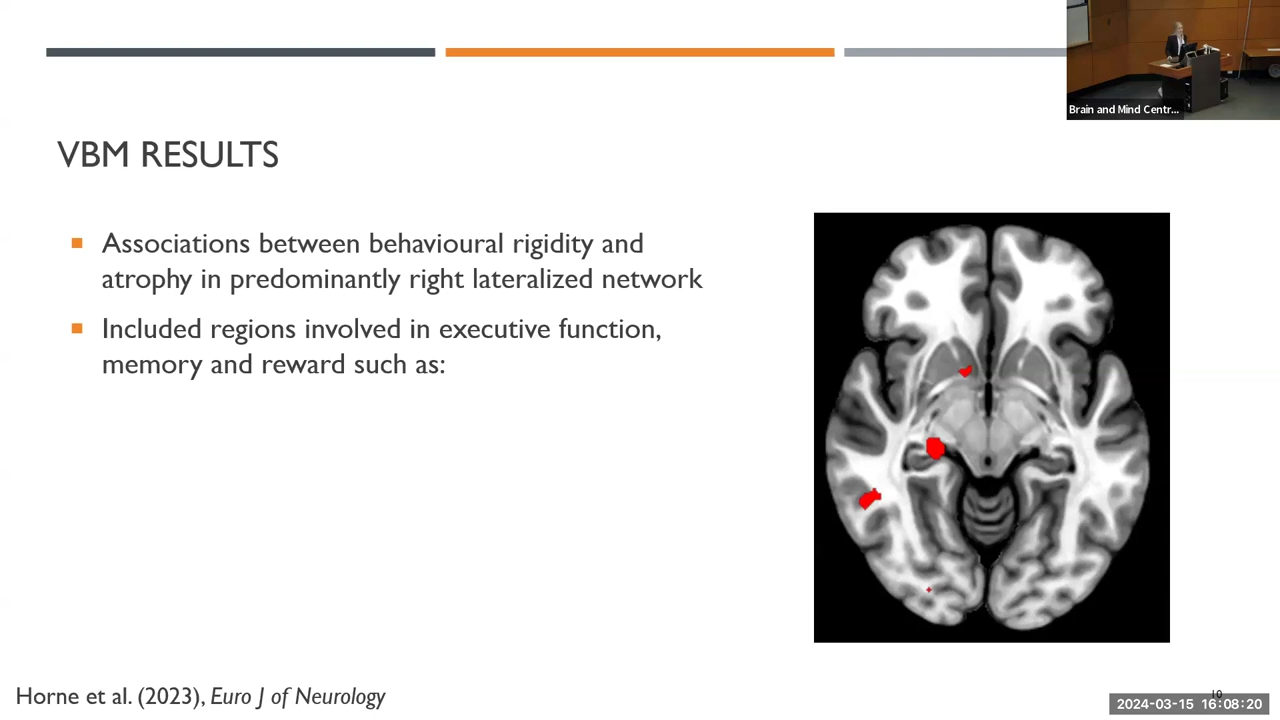 Brain and Mind Centr...
VBM RESULTS
Associations between behavioural rigidity and
atrophy in predominantly right lateralized network
Included regions involved in executive function,
memory and reward such as:
Horne et al. (2023), Euro J of Neurology
10
2024-03-15 16:08:20